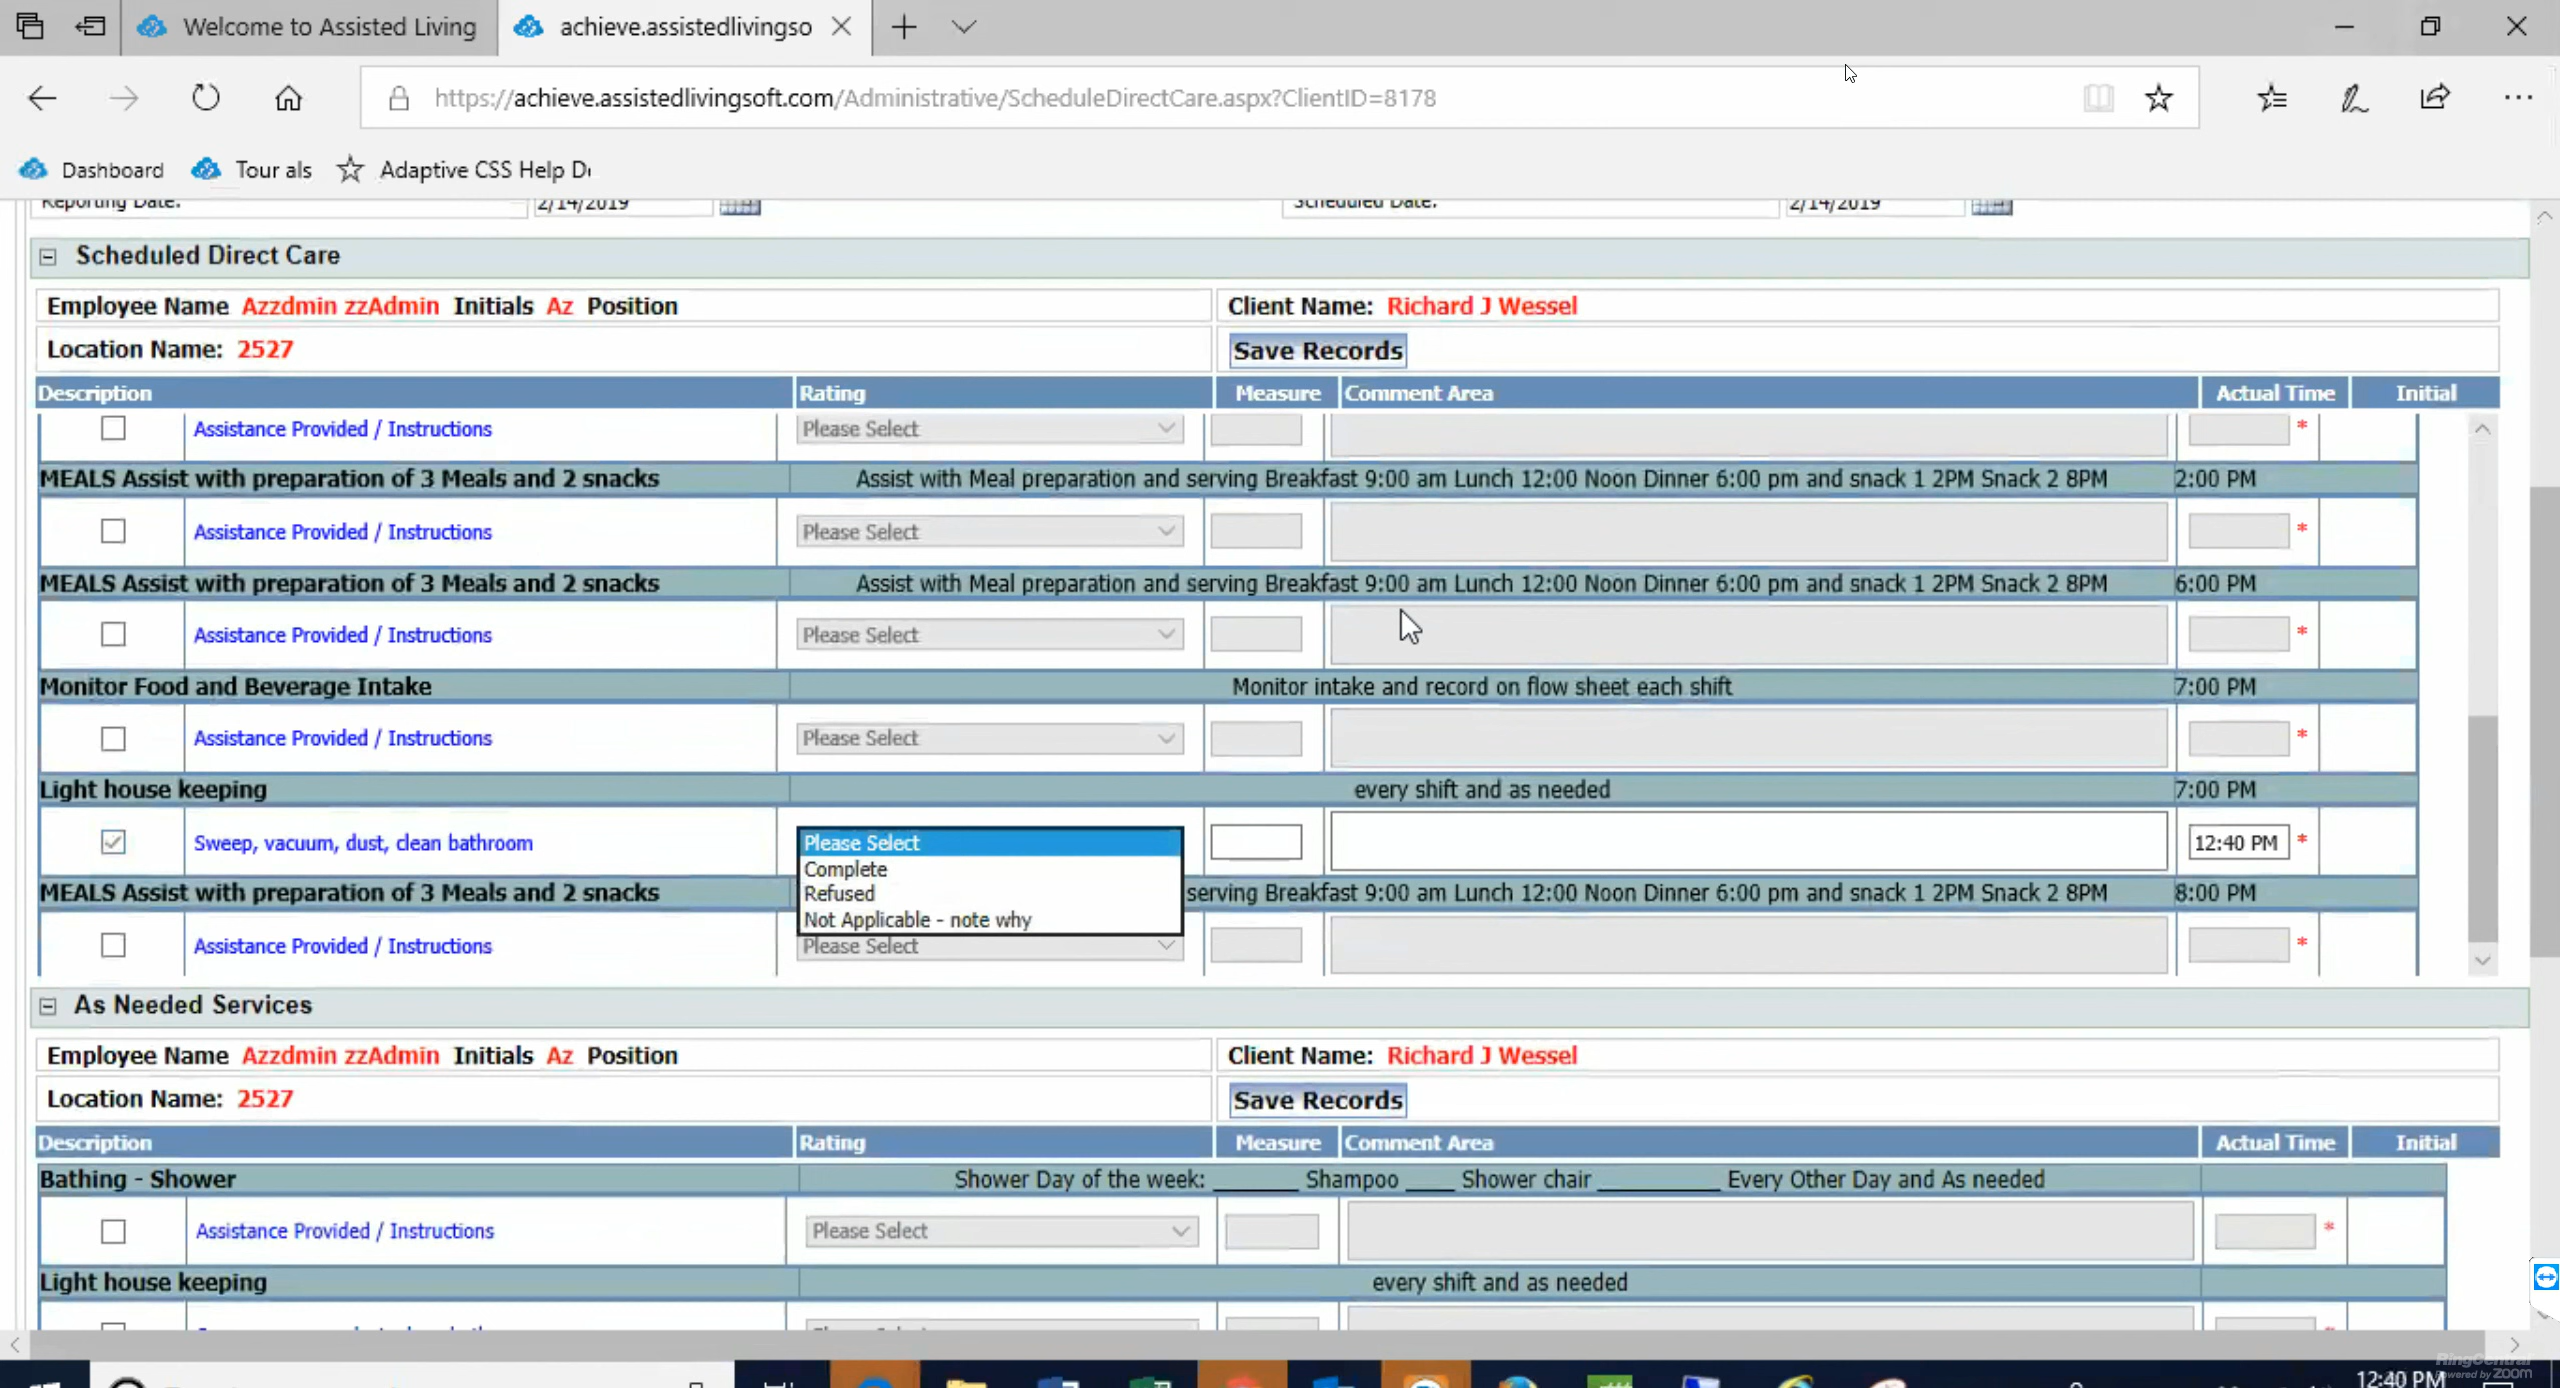 Welcome to Assisted Living
achieve.assistedlivingso
https://achieve.assistedlivingsoft.com/Administrative/ScheduleDirectCare.aspx?ClientID=8178
Dashboard Tour als Adaptive CSS Help D
Reporting Date: 2/14/2019 Scheduled Date: 2/14/2019
Scheduled Direct Care
Employee Name Azzdmin zzAdmin Initials Az Position Client Name: Richard J Wessel
Location Name: 2527 Save Records
Description Rating Measure Comment Area Actual Time Initial
Assistance Provided / Instructions Please Select *
MEALS Assist with preparation of 3 Meals and 2 snacks Assist with Meal preparation and serving Breakfast 9:00 am Lunch 12:00 Noon Dinner 6:00 pm and snack 1 2PM Snack 2 8PM 2:00 PM
Assistance Provided / Instructions Please Select *
MEALS Assist with preparation of 3 Meals and 2 snacks Assist with Meal preparation and serving Breakfast 9:00 am Lunch 12:00 Noon Dinner 6:00 pm and snack 1 2PM Snack 2 8PM 6:00 PM
Assistance Provided / Instructions Please Select *
Monitor Food and Beverage Intake Monitor intake and record on flow sheet each shift 7:00 PM
Assistance Provided / Instructions Please Select *
Light house keeping every shift and as needed 7:00 PM
Sweep, vacuum, dust, clean bathroom Please Select 12:40 PM *
Complete
Refused
MEALS Assist with preparation of 3 Meals and 2 snacks serving Breakfast 9:00 am Lunch 12:00 Noon Dinner 6:00 pm and snack 1 2PM Snack 2 8PM 8:00 PM
Not Applicable - note why
Assistance Provided / Instructions Please Select *
As Needed Services
Employee Name Azzdmin zzAdmin Initials Az Position Client Name: Richard J Wessel
Location Name: 2527 Save Records
Description Rating Measure Comment Area Actual Time Initial
Bathing - Shower Shower Day of the week: _______ Shampoo ____ Shower chair __________ Every Other Day and As needed
Assistance Provided / Instructions Please Select *
Light house keeping every shift and as needed
RingCentral
powered by zoom
12:40 PM